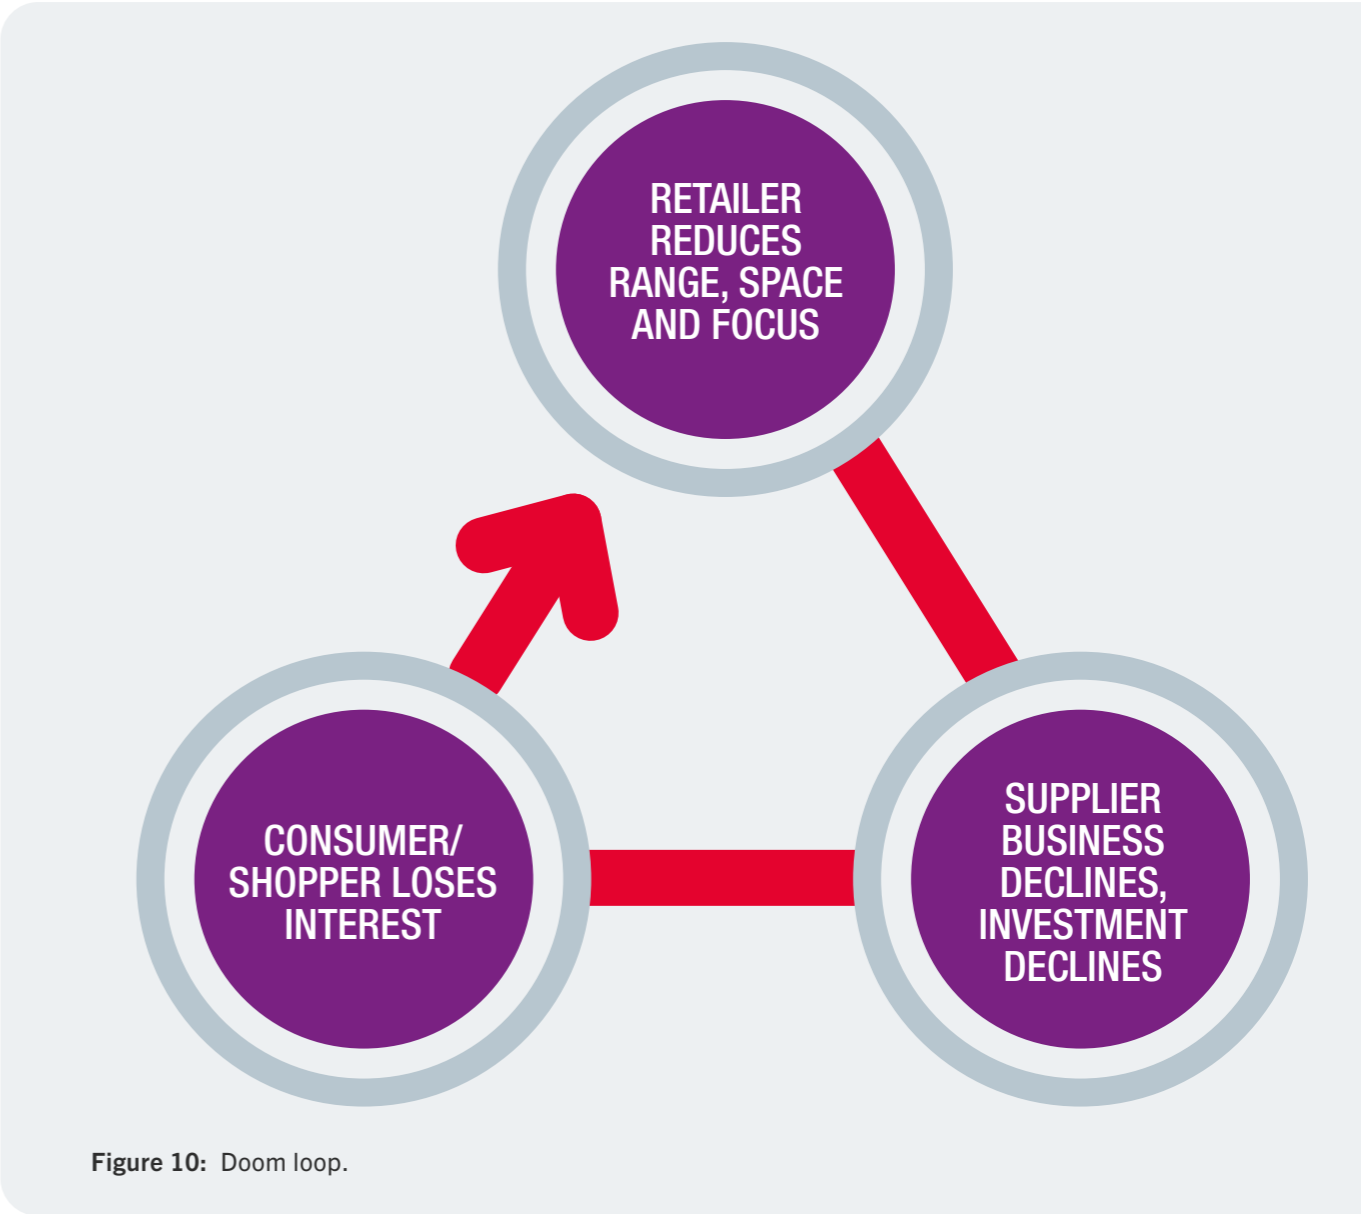 RETAILER
REDUCES
RANGE, SPACE
AND FOCUS
CONSUMER/
SHOPPER LOSES
INTEREST
SUPPLIER
BUSINESS
DECLINES,
INVESTMENT
DECLINES
Figure 10: Doom loop.